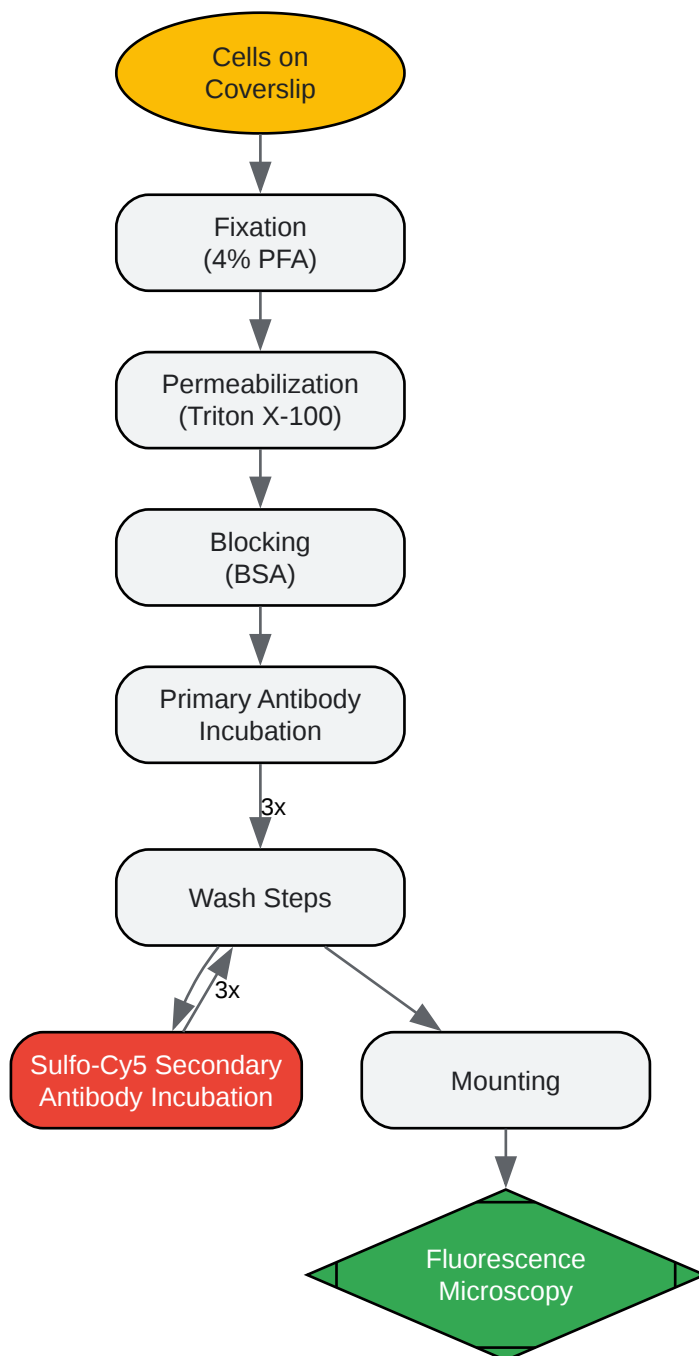 Cells on
Coverslip
Fixation
(4% PFA)
Permeabilization
(Triton X-100)
Blocking
(BSA)
Primary Antibody
Incubation
3x
Wash Steps
3x
Sulfo-Cy5 Secondary
Antibody Incubation
Mounting
Fluorescence
Microscopy